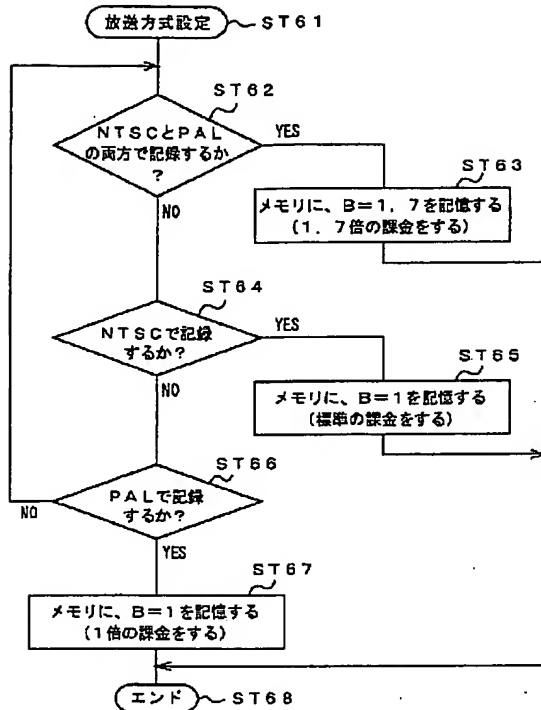 放送方式設定
ST61
ST62
NTSCとPAL
の両方で記録するか
?
YES
NO
ST63
メモリに、B=1,7を記憶する
(1,7倍の課金をする)
ST64
NTSCで記録
するか?
YES
NO
ST65
メモリに、B=1を記憶する
(標準の課金をする)
ST66
PALで記録
するか?
NO
YES
ST67
メモリに、B=1を記憶する
(1倍の課金をする)
エンド
ST68